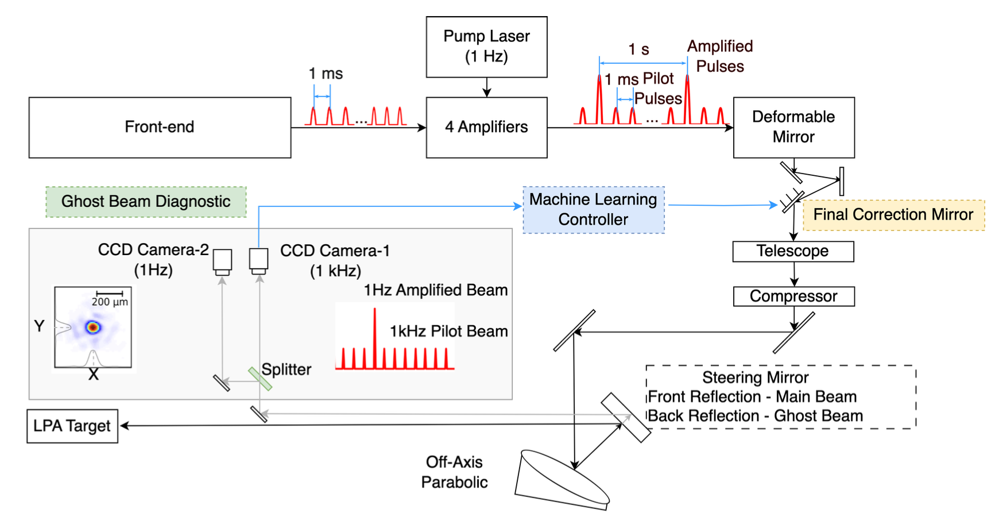 Pump Laser
(1 Hz)
1 s
Amplified
Pulses
1 ms
1 ms Pilot
Pulses
Front-end
...
4 Amplifiers
...
Deformable
Mirror
Ghost Beam Diagnostic
Machine Learning
Controller
Final Correction Mirror
CCD Camera-2
(1Hz)
CCD Camera-1
(1 kHz)
Telescope
200 μm
1Hz Amplified Beam
Compressor
Y
1kHz Pilot Beam
X
Splitter
Steering Mirror
Front Reflection - Main Beam
Back Reflection - Ghost Beam
LPA Target
Off-Axis
Parabolic